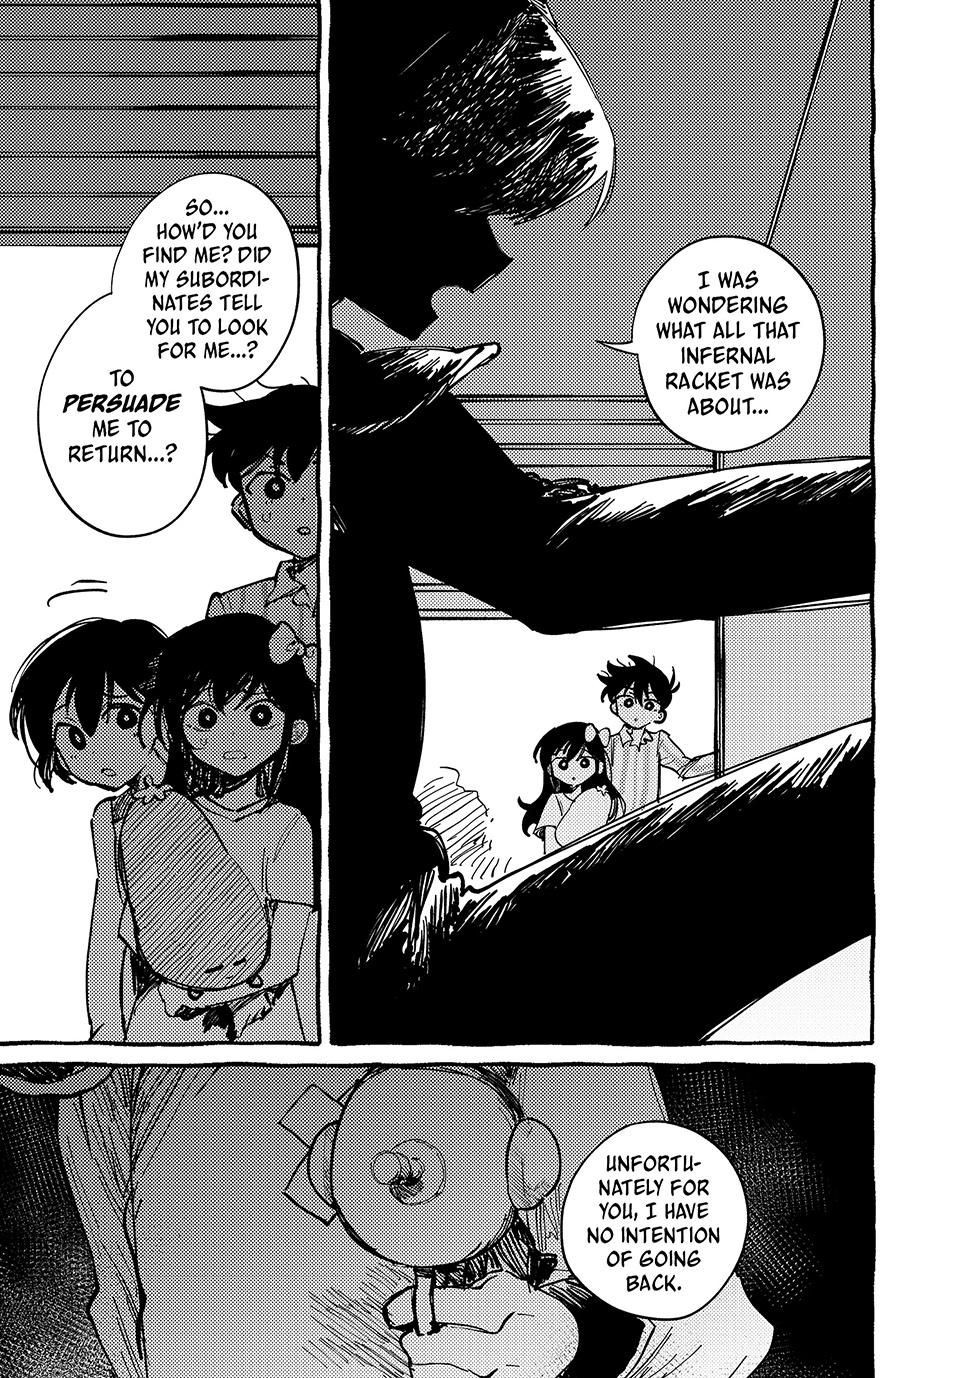 I WAS
WONDERING
WHAT ALL THAT
INFERNAL
RACKET WAS
ABOUT...
SO...
HOW'D YOU
FIND ME? DID
MY SUBORDI-
NATES TELL
YOU TO LOOK
FOR ME...?
TO
PERSUADE
ME TO
RETURN...?
UNFORTU-
NATELY FOR
YOU, I HAVE
NO INTENTION
OF GOING
BACK.